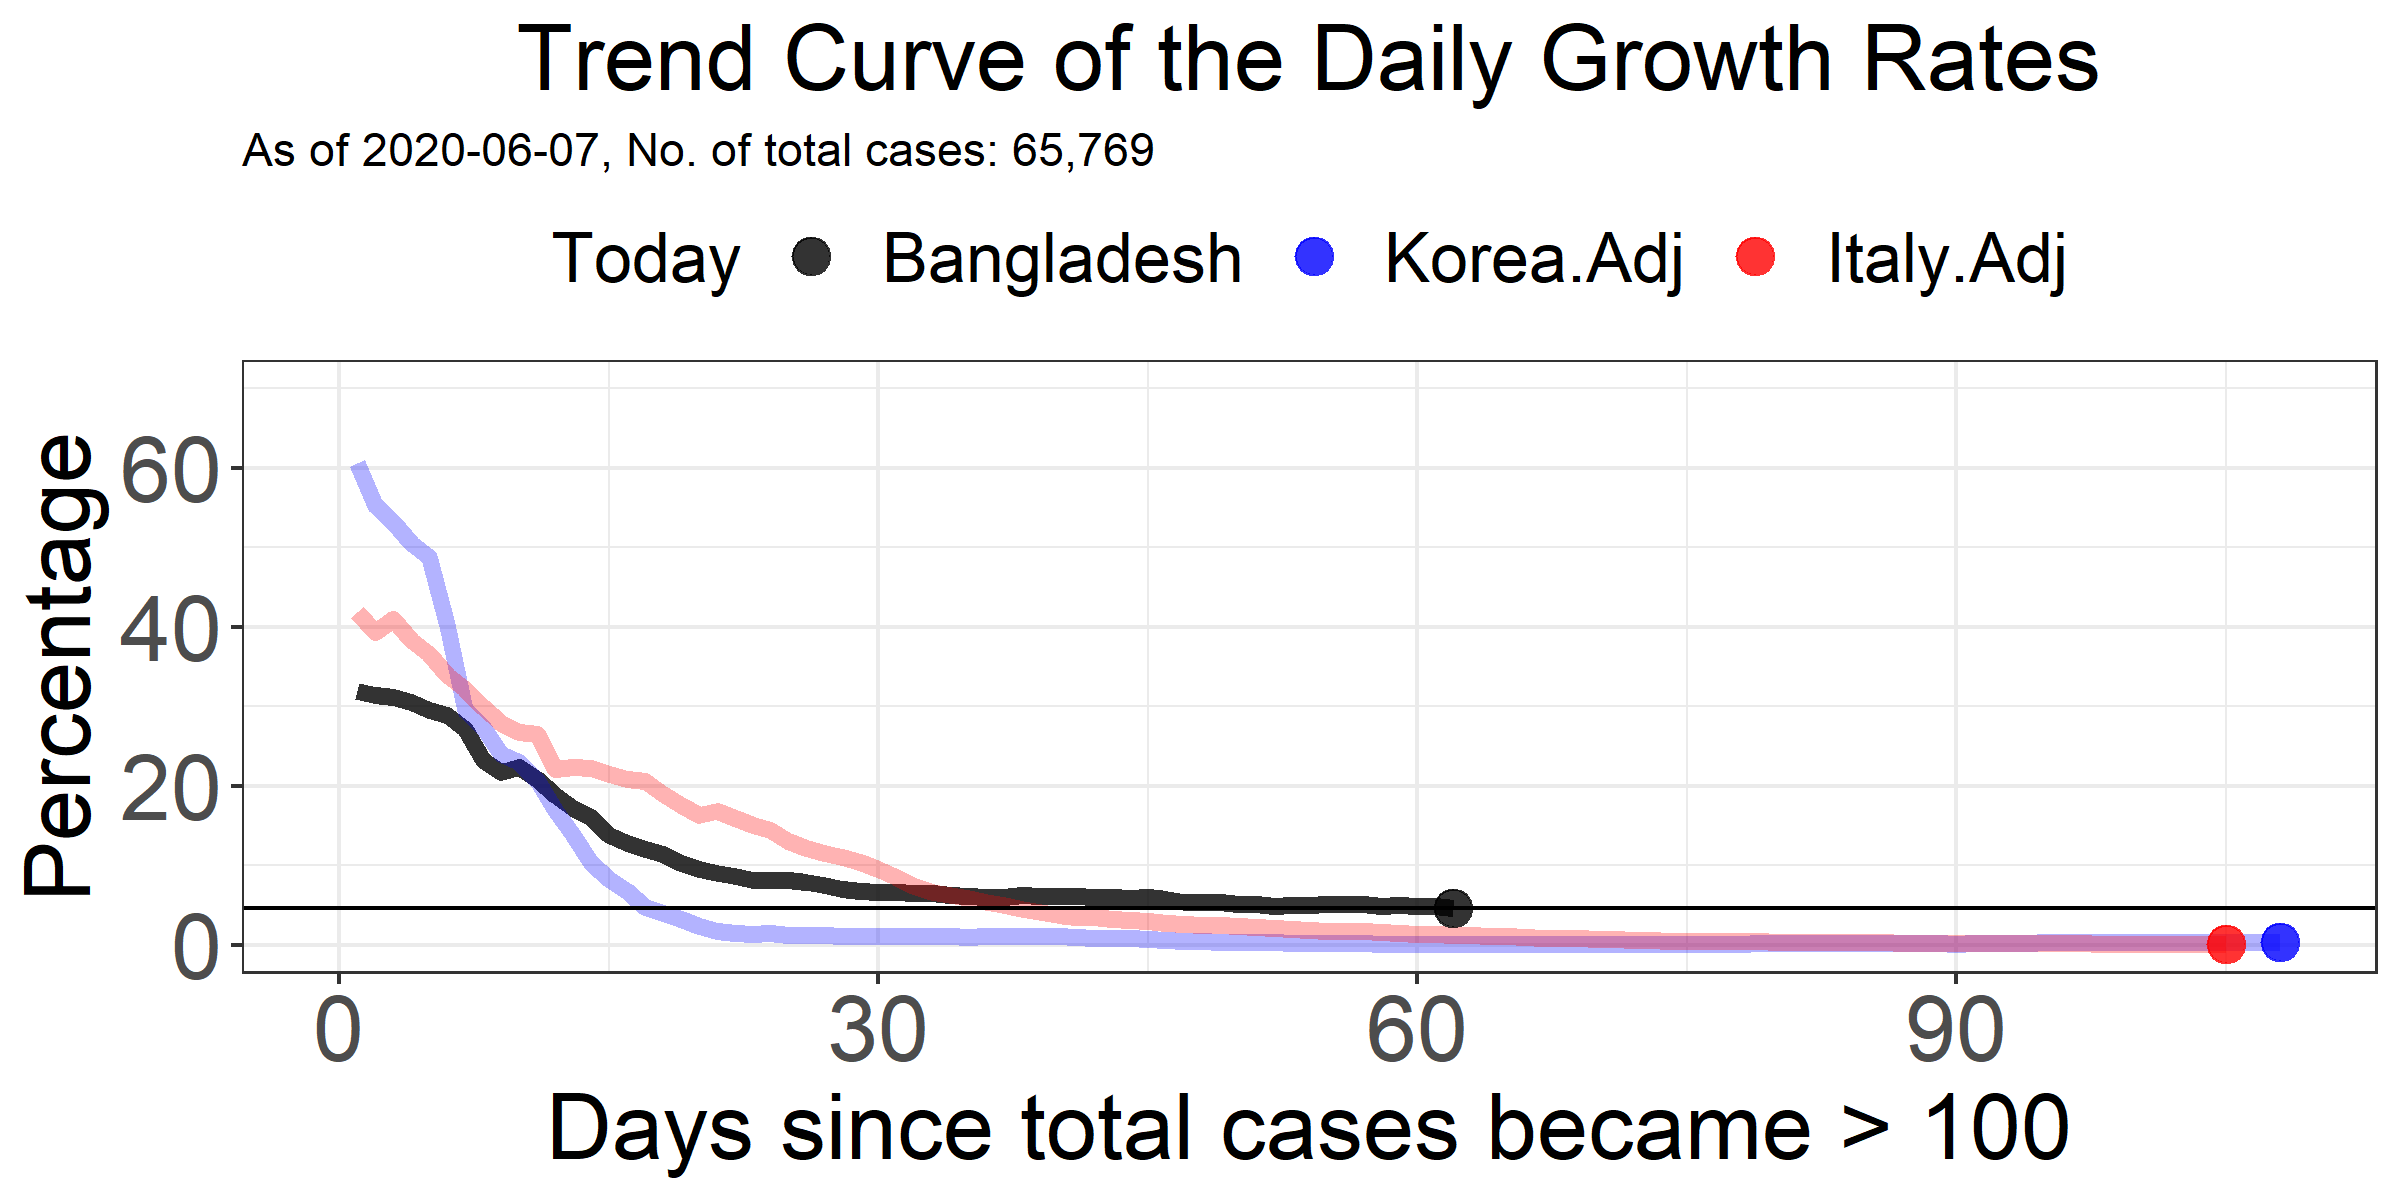 Trend Curve of the Daily Growth Rates
As of 2020-06-07, No. of total cases: 65,769
Today Bangladesh Korea.Adj Italy.Adj
Percentage
60
40
20
0
0 30 60 90
Days since total cases became > 100